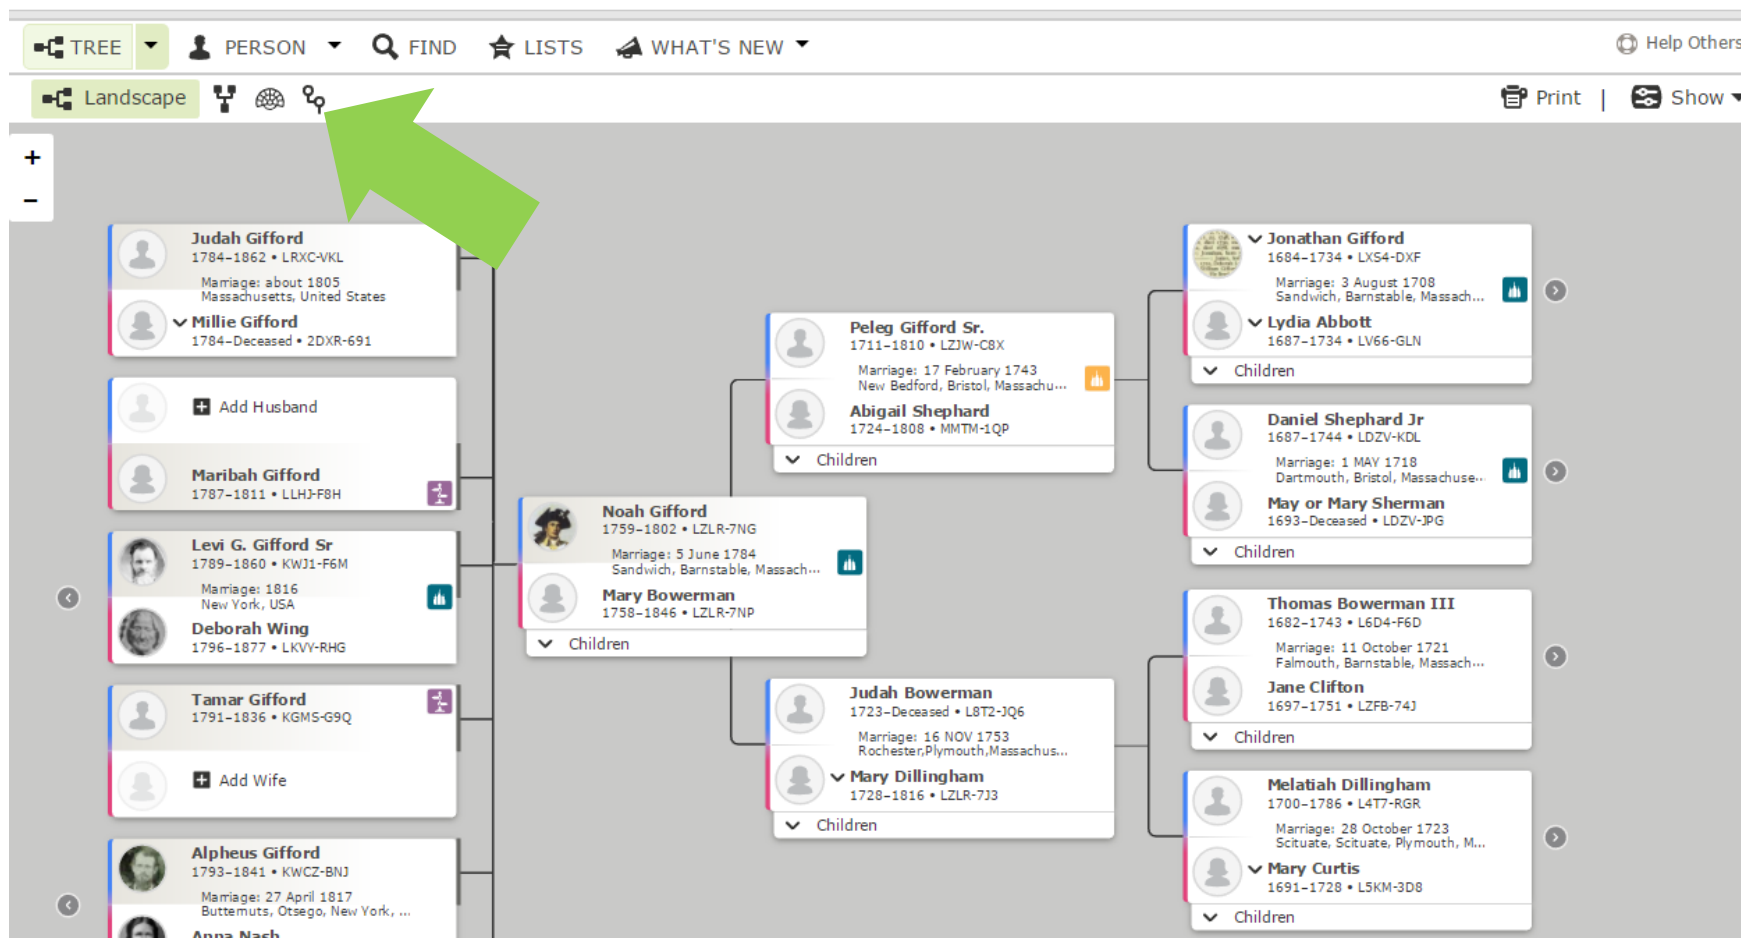 TREE PERSON FIND LISTS WHAT'S NEW Help Others
Landscape Print | Show
+
−
Judah Gifford
1784–1862 • LRXC-VKL
Marriage: about 1805
Massachusetts, United States
Millie Gifford
1784–Deceased • 2DXR-691
Add Husband
Maribah Gifford
1787–1811 • LLHJ-F8H
Levi G. Gifford Sr
1789–1860 • KWJ1-F6M
Marriage: 1816
New York, USA
Deborah Wing
1796–1877 • LKVY-RHG
Tamar Gifford
1791–1836 • KGMS-G9Q
Add Wife
Alpheus Gifford
1793–1841 • KWCZ-BNJ
Marriage: 27 April 1817
Butternuts, Otsego, New York, ...
Anna Nash
Noah Gifford
1759–1802 • LZLR-7NG
Marriage: 5 June 1784
Sandwich, Barnstable, Massach...
Mary Bowerman
1758–1846 • LZLR-7NP
Children
Peleg Gifford Sr.
1711–1810 • LZJW-C8X
Marriage: 17 February 1743
New Bedford, Bristol, Massachu...
Abigail Shephard
1724–1808 • MMTM-1QP
Children
Judah Bowerman
1723–Deceased • L8T2-JQ6
Marriage: 16 NOV 1753
Rochester,Plymouth,Massachus...
Mary Dillingham
1728–1816 • LZLR-7J3
Children
Jonathan Gifford
1684–1734 • LXS4-DXF
Marriage: 3 August 1708
Sandwich, Barnstable, Massach...
Lydia Abbott
1687–1734 • LV66-GLN
Children
Daniel Shephard Jr
1687–1744 • LDZV-KDL
Marriage: 1 MAY 1718
Dartmouth, Bristol, Massachuse...
May or Mary Sherman
1693–Deceased • LDZV-JPG
Children
Thomas Bowerman III
1682–1743 • L6D4-F6D
Marriage: 11 October 1721
Falmouth, Barnstable, Massach...
Jane Clifton
1697–1751 • LZFB-74J
Children
Melatiah Dillingham
1700–1786 • L4T7-RGR
Marriage: 28 October 1723
Scituate, Scituate, Plymouth, M...
Mary Curtis
1691–1728 • L5KM-3D8
Children